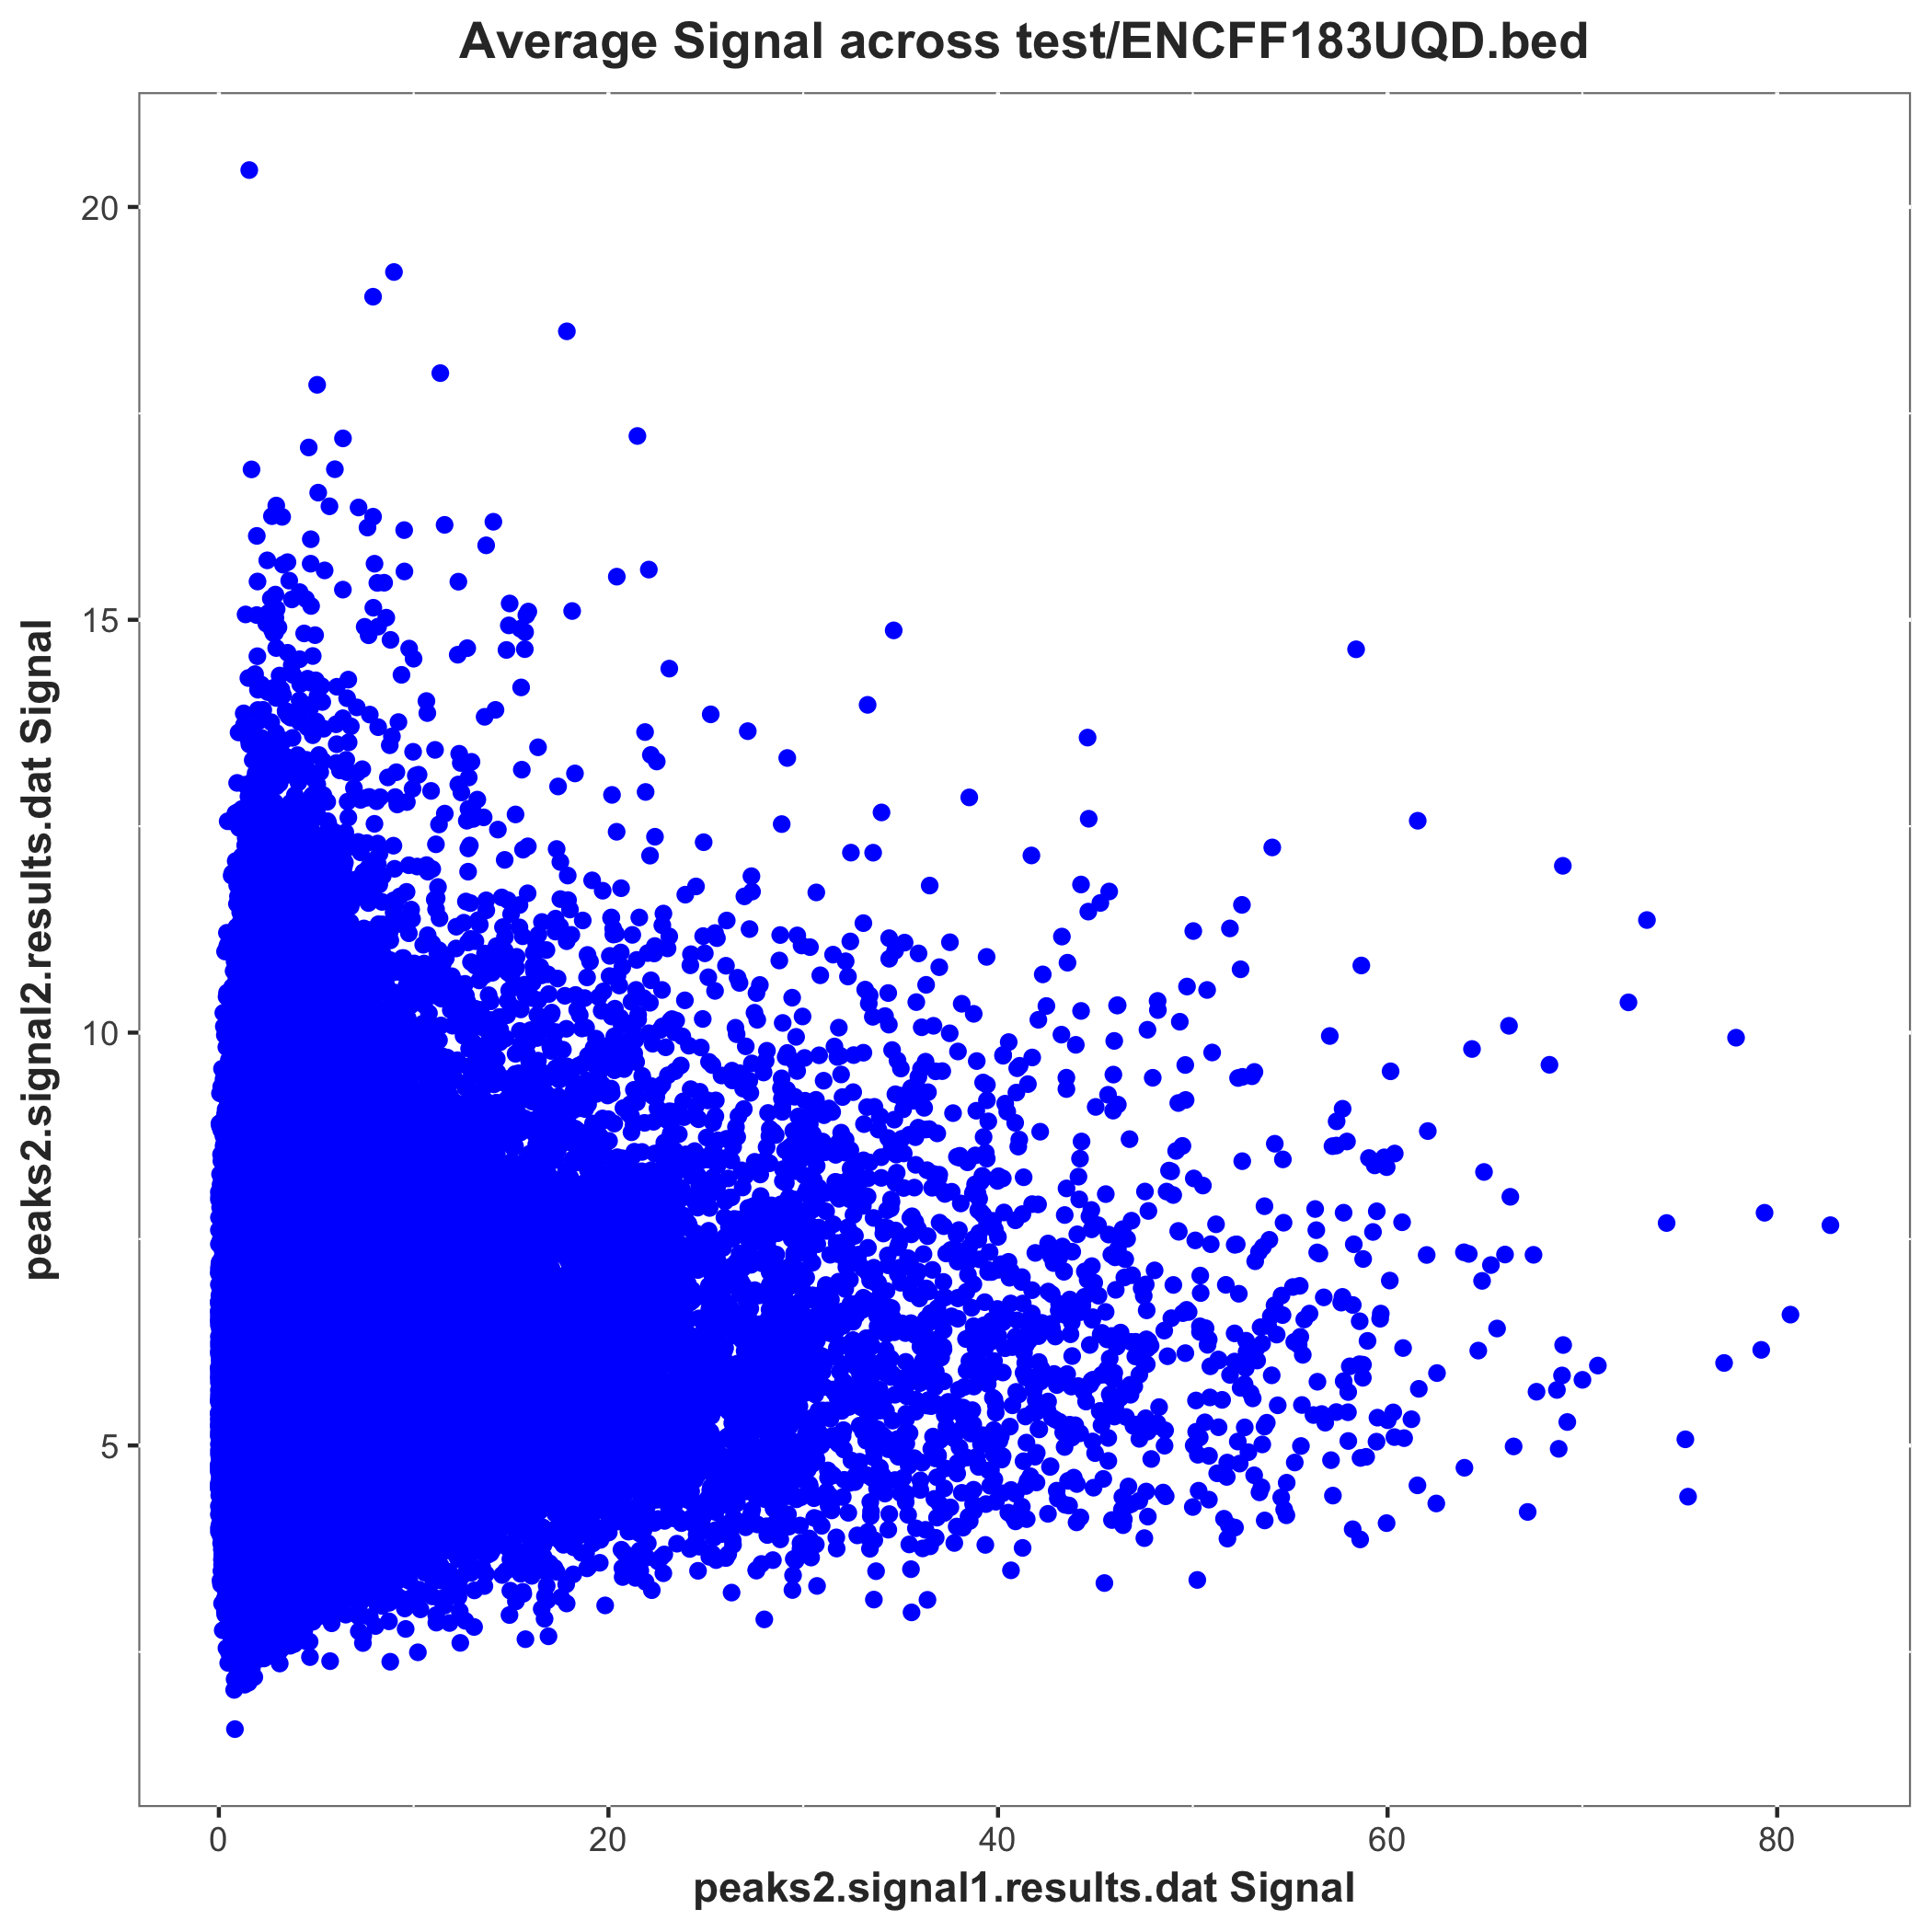 Average Signal across test/ENCFF183UQD.bed
peaks2.signal2.results.dat Signal
20
15
10
5
0 20 40 60 80
peaks2.signal1.results.dat Signal